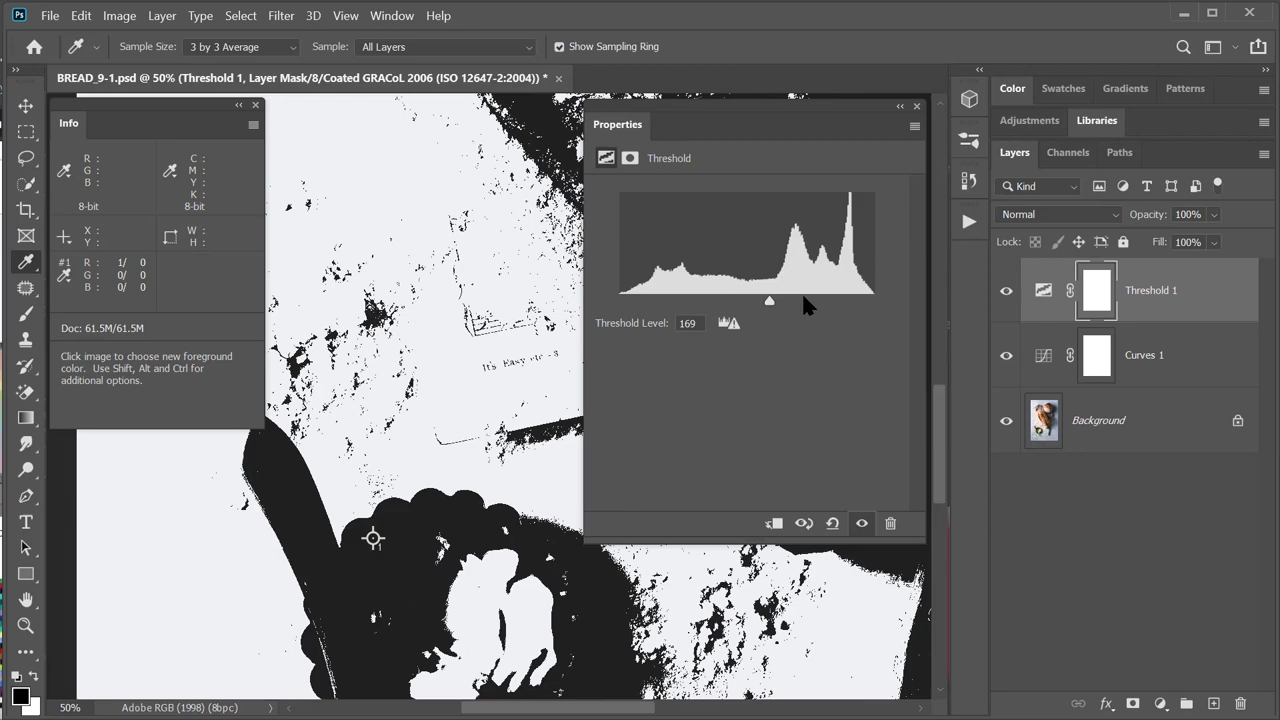 Ps File Edit Image Layer Type Select Filter 3D View Window Help
Sample Size: 3 by 3 Average Sample: All Layers Show Sampling Ring
BREAD_9-1.psd @ 50% (Threshold 1, Layer Mask/8/Coated GRACoL 2006 (ISO 12647-2:2004)) *
Info
R :
G :
B :
8-bit
C :
M :
Y :
K :
8-bit
X :
Y :
W :
H :
#1 R : 1/ 0
G : 0/ 0
B : 0/ 0
Doc: 61.5M/61.5M
Click image to choose new foreground
color. Use Shift, Alt and Ctrl for
additional options.
It's Easy
1
Properties
Threshold
Threshold Level: 169
Color Swatches Gradients Patterns
Adjustments Libraries
Layers Channels Paths
Kind
Normal Opacity: 100%
Lock: Fill: 100%
Threshold 1
Curves 1
Background
fx
50% Adobe RGB (1998) (8bpc)